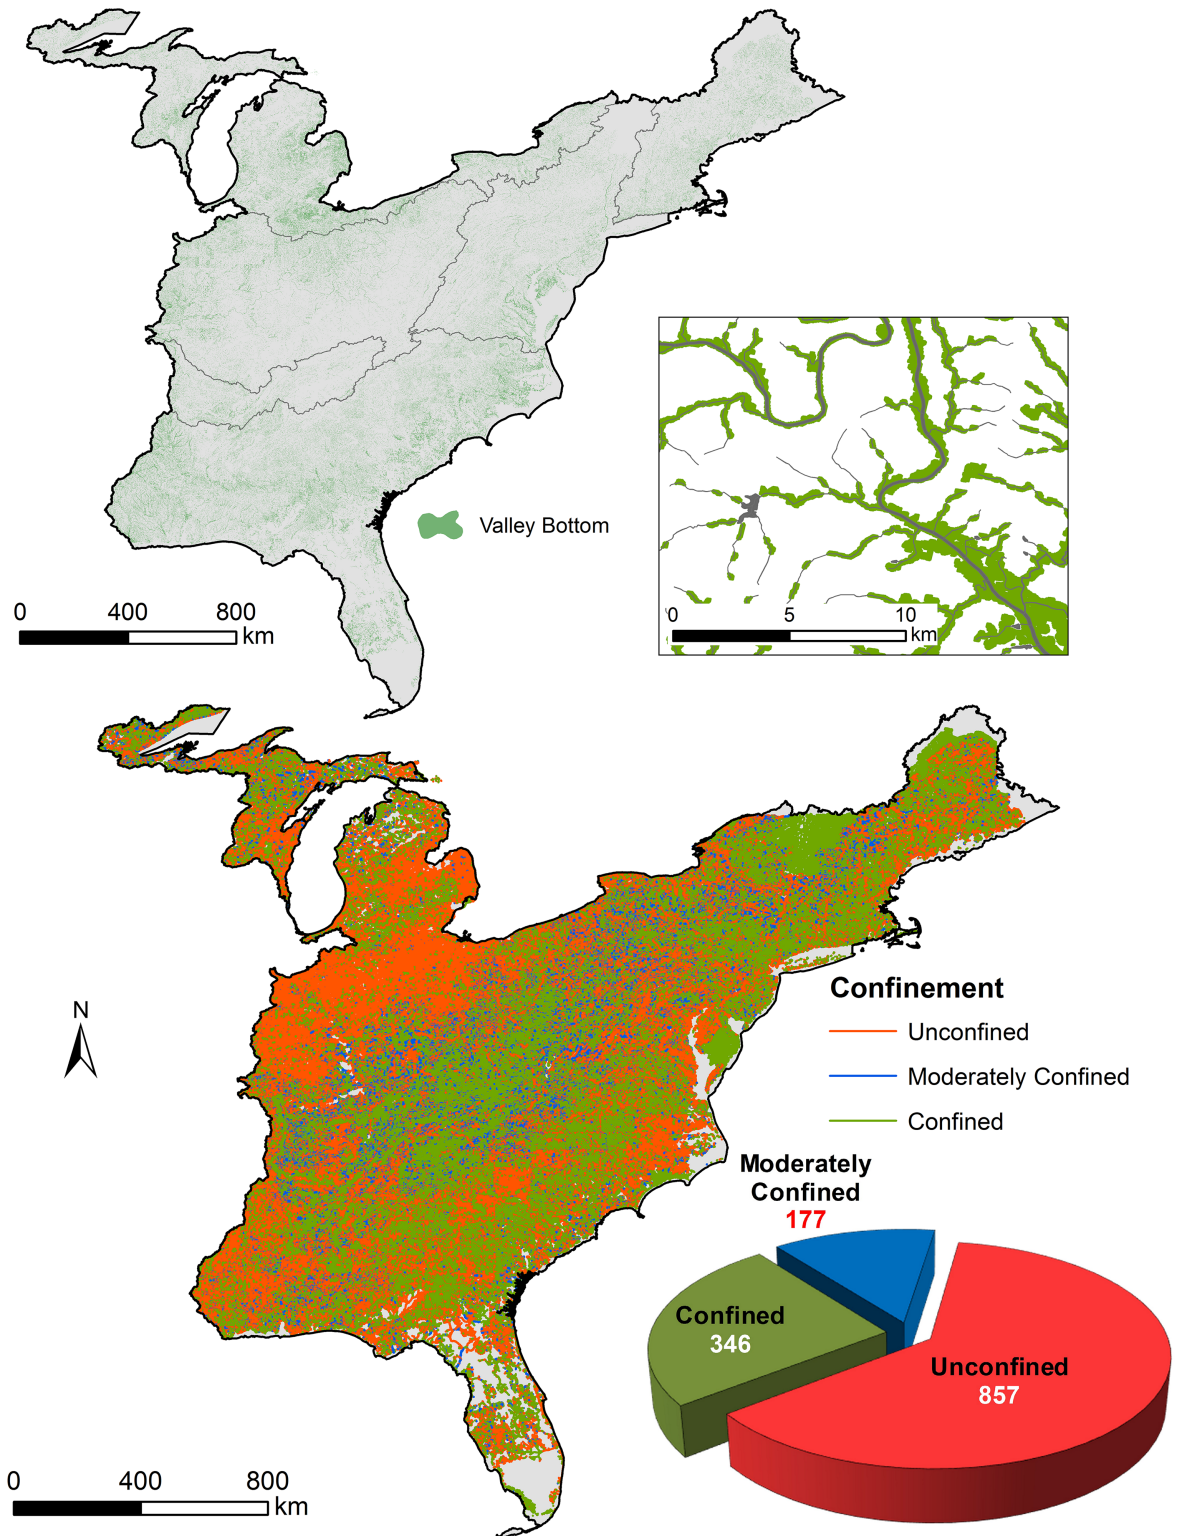 Valley Bottom
0 400 800
km
0 5 10
km
N
Confinement
Unconfined
Moderately Confined
Confined
Moderately
Confined
177
Confined
346
Unconfined
857
0 400 800
km